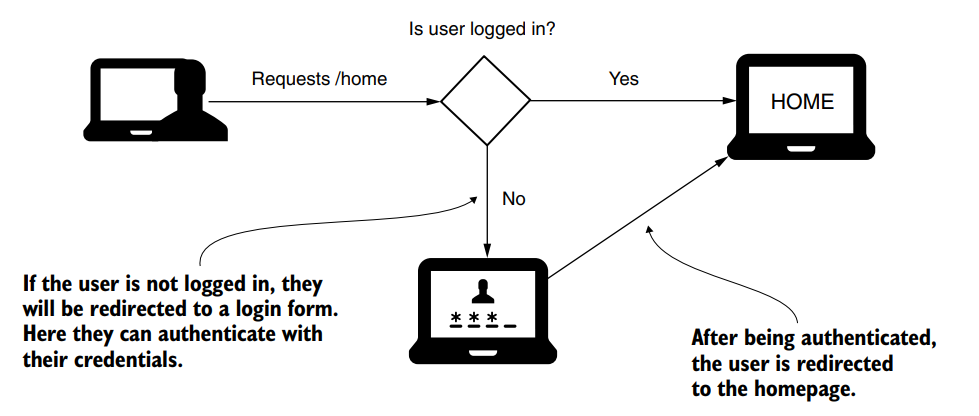 Is user logged in?
Requests /home
Yes
HOME
No
If the user is not logged in, they
will be redirected to a login form.
Here they can authenticate with
their credentials.
* * *
After being authenticated,
the user is redirected
to the homepage.